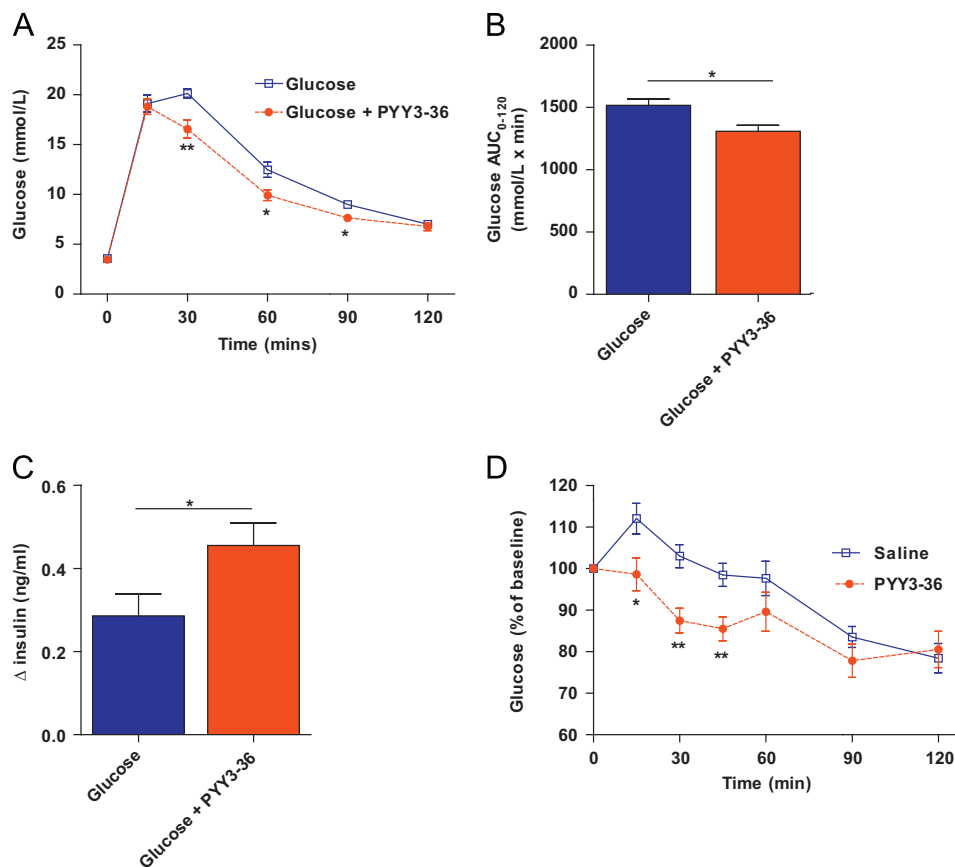 A
Glucose (mmol/L)
25
20
15
10
5
0
Glucose
Glucose + PYY3-36
**
*
*
0 30 60 90 120
Time (mins)
B
Glucose AUC0-120
(mmol/L x min)
2000
1500
1000
500
0
*
Glucose
Glucose + PYY3-36
C
Δ insulin (ng/ml)
0.6
0.4
0.2
0.0
*
Glucose
Glucose + PYY3-36
D
Glucose (%of baseline)
120
110
100
90
80
70
60
Saline
PYY3-36
*
**
**
0 30 60 90 120
Time (min)